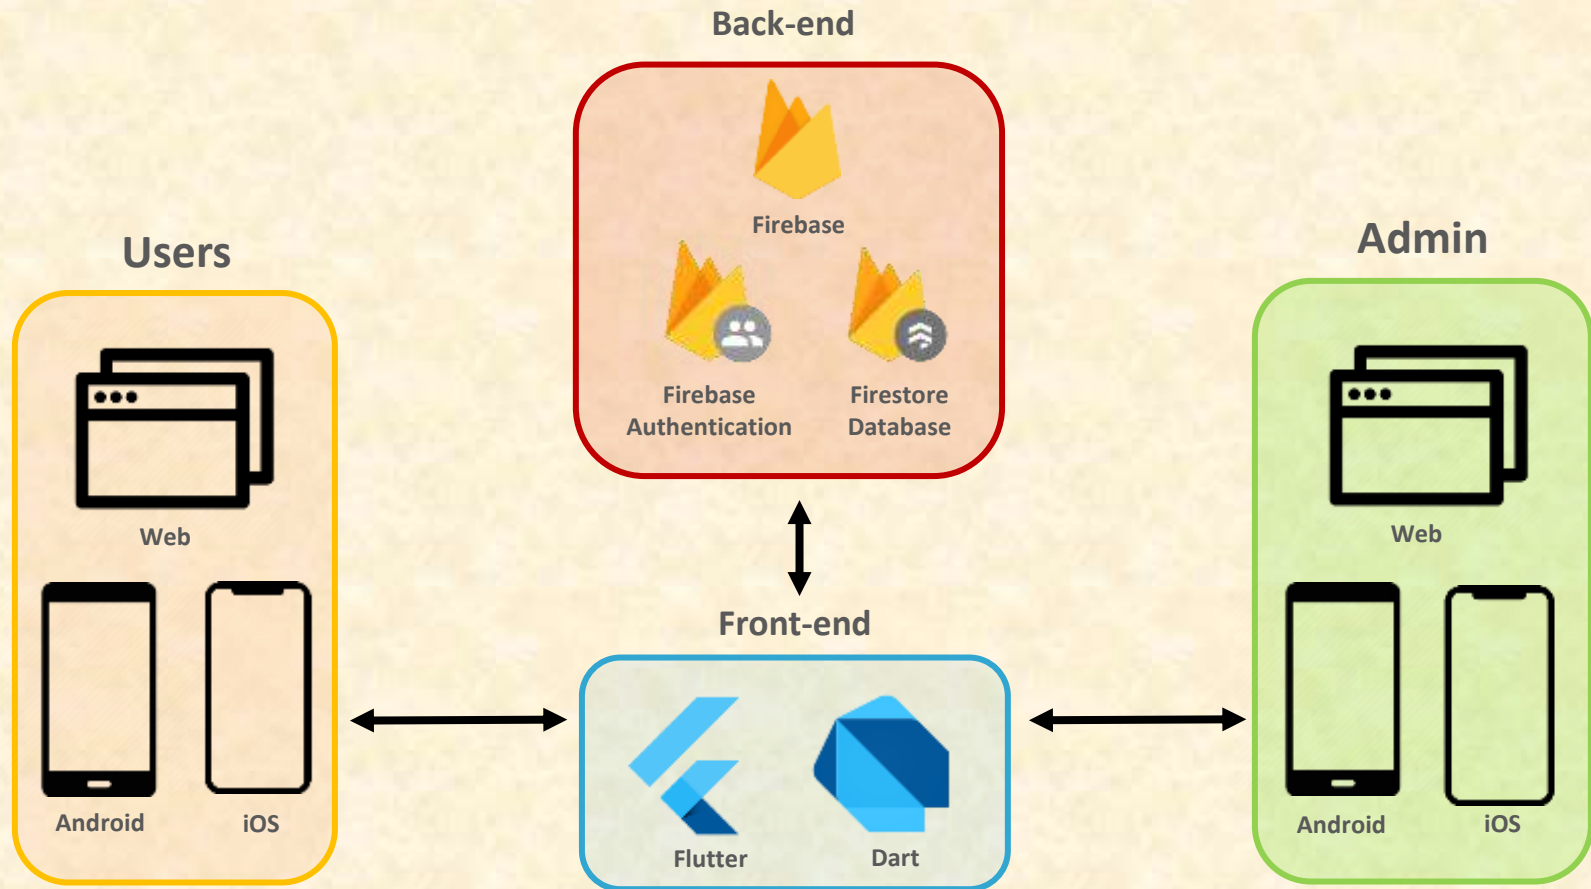 Back-end
Firebase
Firebase
Authentication
Firestore
Database
Users
Web
Android
iOS
Front-end
Flutter
Dart
Admin
Web
Android
iOS